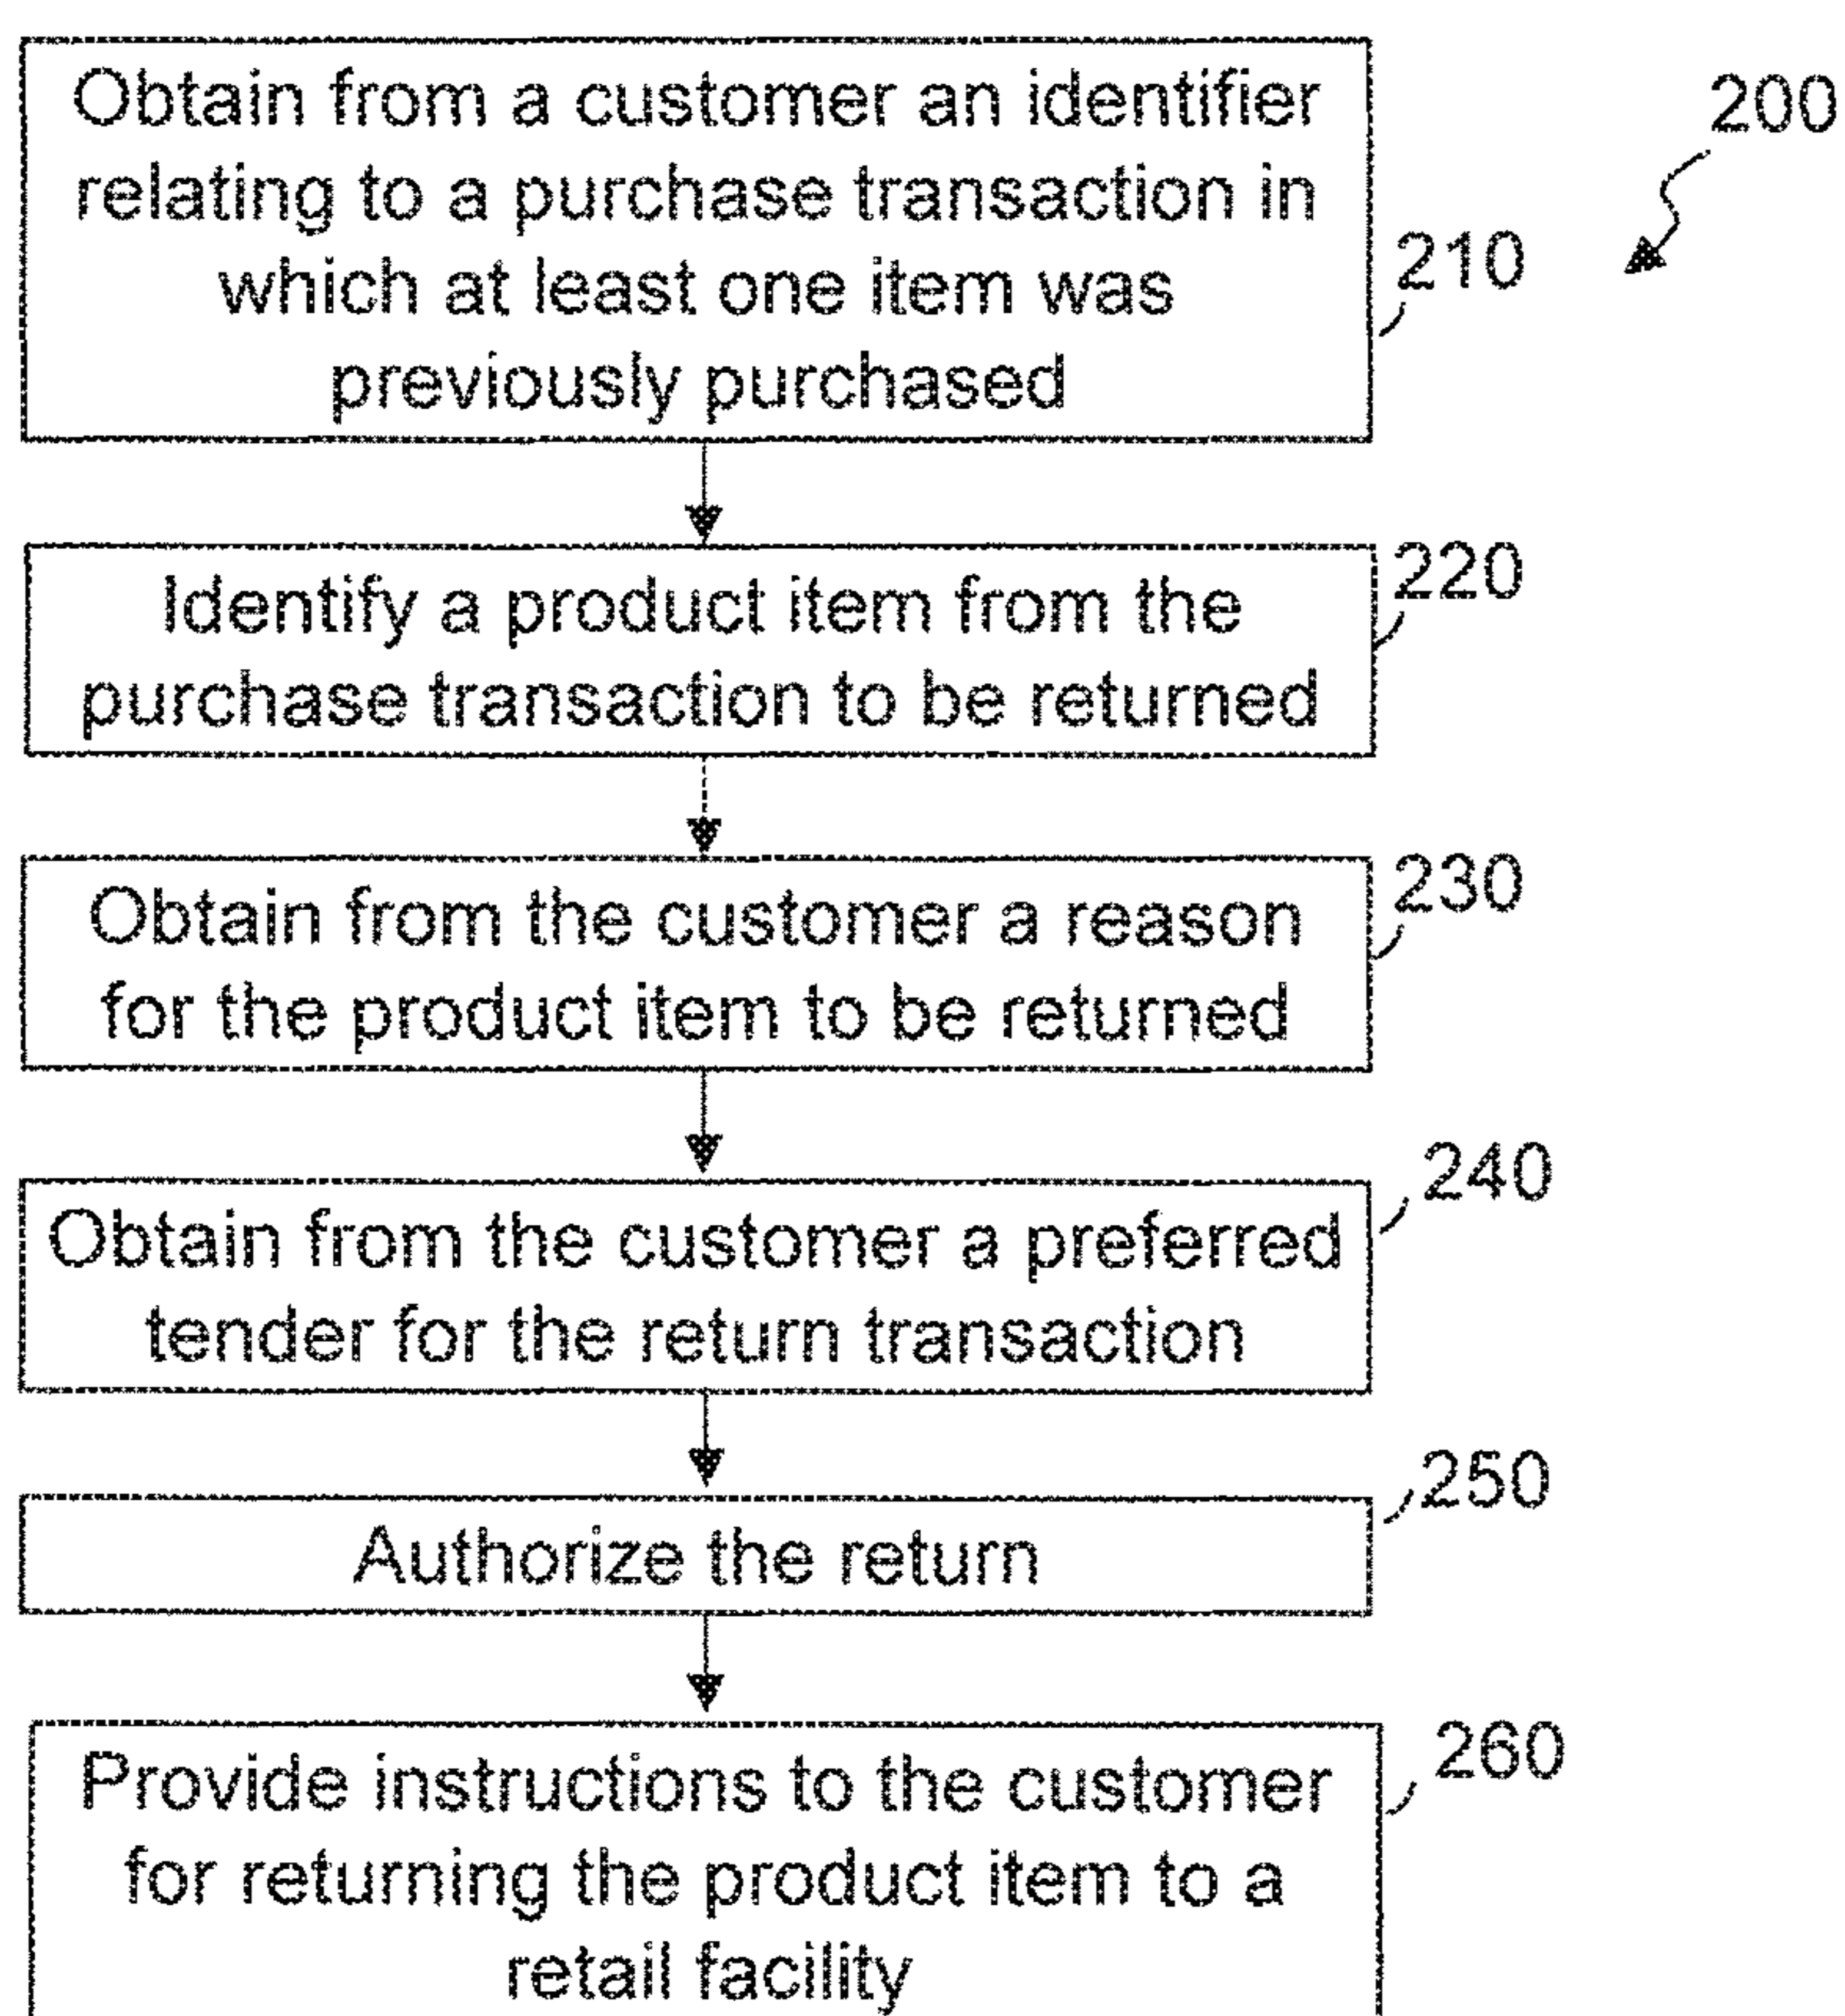 Obtain from a customer an identifier
relating to a purchase transaction in
which at least one item was
previously purchased
200
210
Identify a product item from the
purchase transaction to be returned
220
Obtain from the customer a reason
for the product item to be returned
230
Obtain from the customer a preferred
tender for the return transaction
240
Authorize the return
250
Provide instructions to the customer
for returning the product item to a
retail facility
260